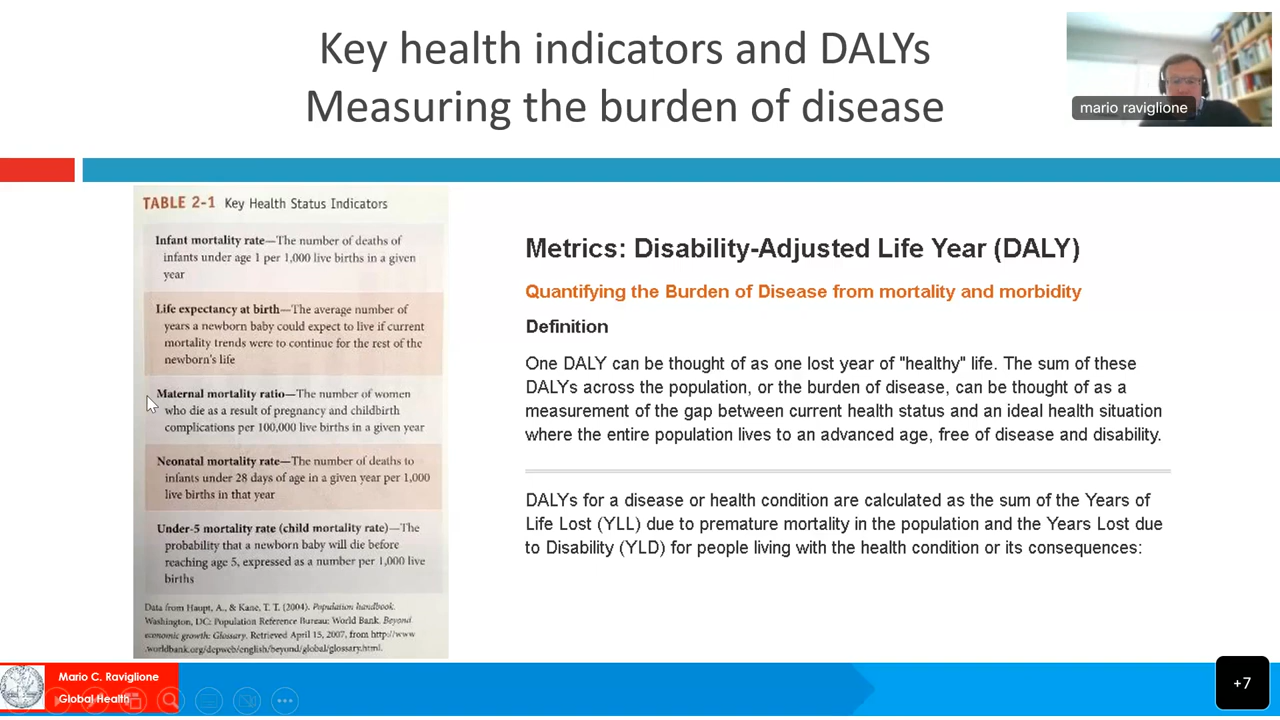 Key health indicators and DALYs
Measuring the burden of disease
mario raviglione
TABLE 2-1 Key Health Status Indicators
Infant mortality rate—The number of deaths of
infants under age 1 per 1,000 live births in a given
year
Life expectancy at birth—The average number of
years a newborn baby could expect to live if current
mortality trends were to continue for the rest of the
newborn's life
Maternal mortality ratio—The number of women
who die as a result of pregnancy and childbirth
complications per 100,000 live births in a given year
Neonatal mortality rate—The number of deaths to
infants under 28 days of age in a given year per 1,000
live births in that year
Under-5 mortality rate (child mortality rate)—The
probability that a newborn baby will die before
reaching age 5, expressed as a number per 1,000 live
births
Data from Haupt, A., & Kane, T. T. (2004). Population handbook.
Washington, DC: Population Reference Bureau; World Bank. Beyond
economic growth: Glossary. Retrieved April 15, 2007, from http://www
.worldbank.org/depweb/english/beyond/global/glossary.html.
Metrics: Disability-Adjusted Life Year (DALY)
Quantifying the Burden of Disease from mortality and morbidity
Definition
One DALY can be thought of as one lost year of "healthy" life. The sum of these
DALYs across the population, or the burden of disease, can be thought of as a
measurement of the gap between current health status and an ideal health situation
where the entire population lives to an advanced age, free of disease and disability.
DALYs for a disease or health condition are calculated as the sum of the Years of
Life Lost (YLL) due to premature mortality in the population and the Years Lost due
to Disability (YLD) for people living with the health condition or its consequences:
Mario C. Raviglione
Global Health
+7